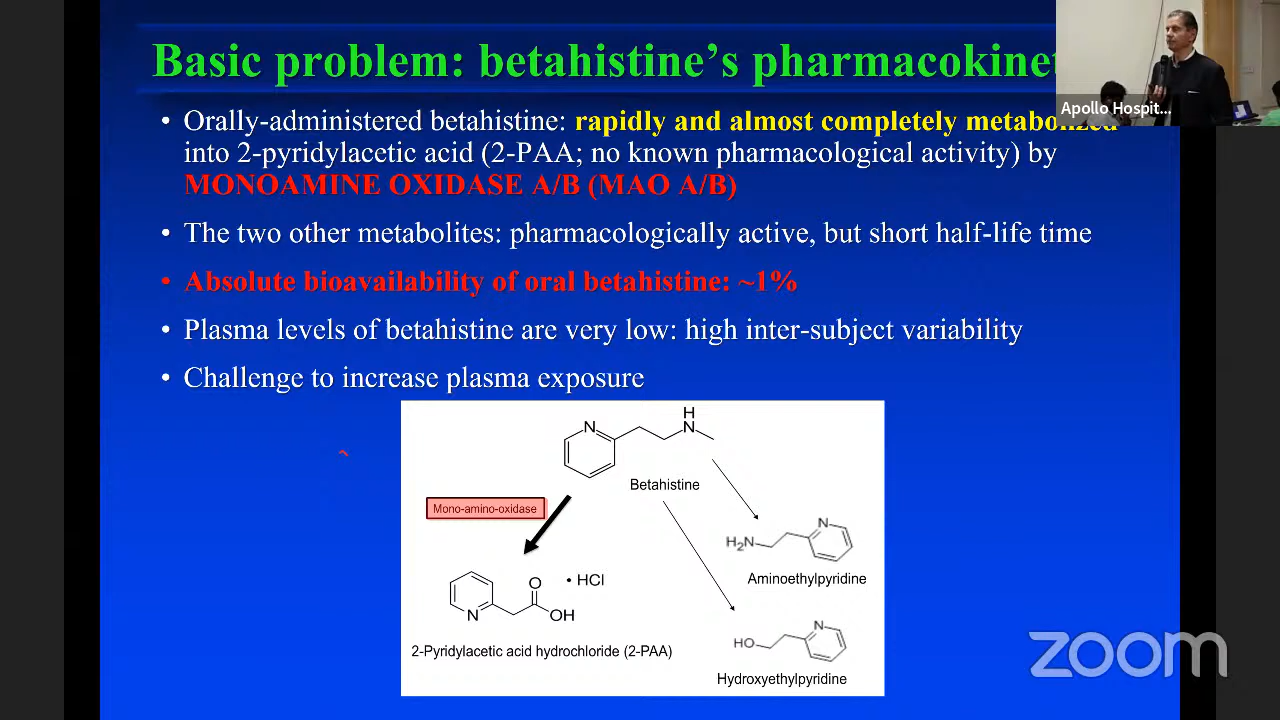 Basic problem: betahistine's pharmacokinet
Apollo Hospit...
• Orally-administered betahistine: rapidly and almost completely metabolized
into 2-pyridylacetic acid (2-PAA; no known pharmacological activity) by
MONOAMINE OXIDASE A/B (MAO A/B)
• The two other metabolites: pharmacologically active, but short half-life time
• Absolute bioavailability of oral betahistine: ~1%
• Plasma levels of betahistine are very low: high inter-subject variability
• Challenge to increase plasma exposure
H
N
N
Betahistine
Mono-amino-oxidase
N
H2N
Aminoethylpyridine
O
• HCl
N
OH
2-Pyridylacetic acid hydrochloride (2-PAA)
N
HO
Hydroxyethylpyridine
zoom